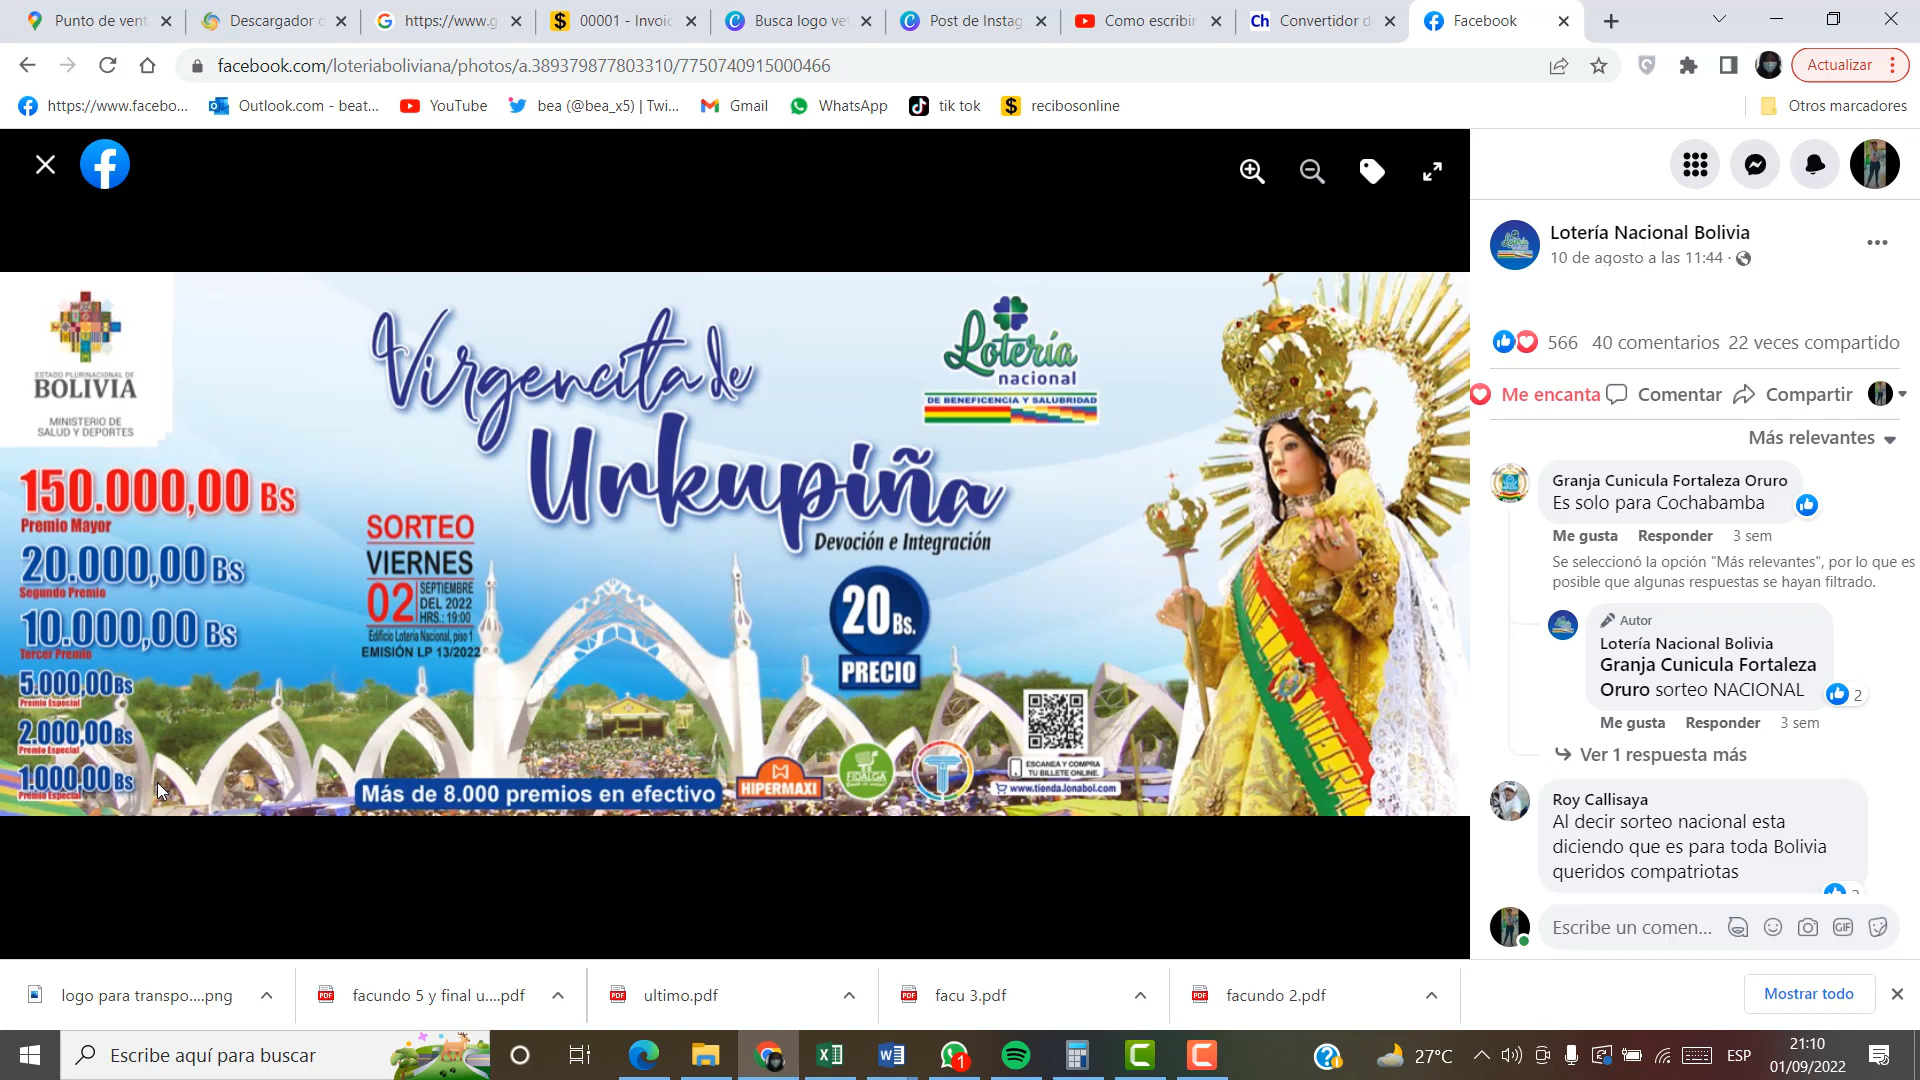 Punto de vent
Descargador d
https://www.g
00001 - Invoic
Busca logo ve
Post de Instag
Como escribir
Ch
Convertidor d
Facebook
facebook.com/loteriaboliviana/photos/a.389379877803310/7750740915000466
Actualizar
https://www.facebo...
Outlook.com - beat...
YouTube
bea (@bea_x5) | Twi...
Gmail
WhatsApp
tik tok
recibosonline
Otros marcadores
ESTADO PLURINACIONAL DE
BOLIVIA
MINISTERIO DE
SALUD Y DEPORTES
Virgencita de
Urkupiña
Devoción e Integración
Lotería
nacional
DE BENEFICENCIA Y SALUBRIDAD
150.000,00 Bs
Premio Mayor
20.000,00 Bs
Segundo Premio
10.000,00 Bs
Tercer Premio
5.000,00 Bs
Premio Especial
2.000,00 Bs
Premio Especial
1.000,00 Bs
Premio Especial
SORTEO
VIERNES
02
SEPTIEMBRE
DEL 2022
HRS.: 19:00
Edificio Lotería Nacional, piso 1
EMISIÓN LP 13/2022
20 Bs.
PRECIO
Más de 8.000 premios en efectivo
HIPERMAXI
FIDALGA
ESCANEA Y COMPRA
TU BILLETE ONLINE.
www.tienda.lonabol.com
Lotería Nacional Bolivia
10 de agosto a las 11:44 ·
566
40 comentarios
22 veces compartido
Me encanta
Comentar
Compartir
Más relevantes
Granja Cunicula Fortaleza Oruro
Es solo para Cochabamba
Me gusta Responder 3 sem
Se seleccionó la opción "Más relevantes", por lo que es
posible que algunas respuestas se hayan filtrado.
Autor
Lotería Nacional Bolivia
Granja Cunicula Fortaleza
Oruro sorteo NACIONAL
2
Me gusta Responder 3 sem
Ver 1 respuesta más
Roy Callisaya
Al decir sorteo nacional esta
diciendo que es para toda Bolivia
queridos compatriotas
Escribe un comen...
GIF
logo para transpo....png
facundo 5 y final u....pdf
ultimo.pdf
facu 3.pdf
facundo 2.pdf
Mostrar todo
Escribe aquí para buscar
1
27°C
ESP
21:10
01/09/2022